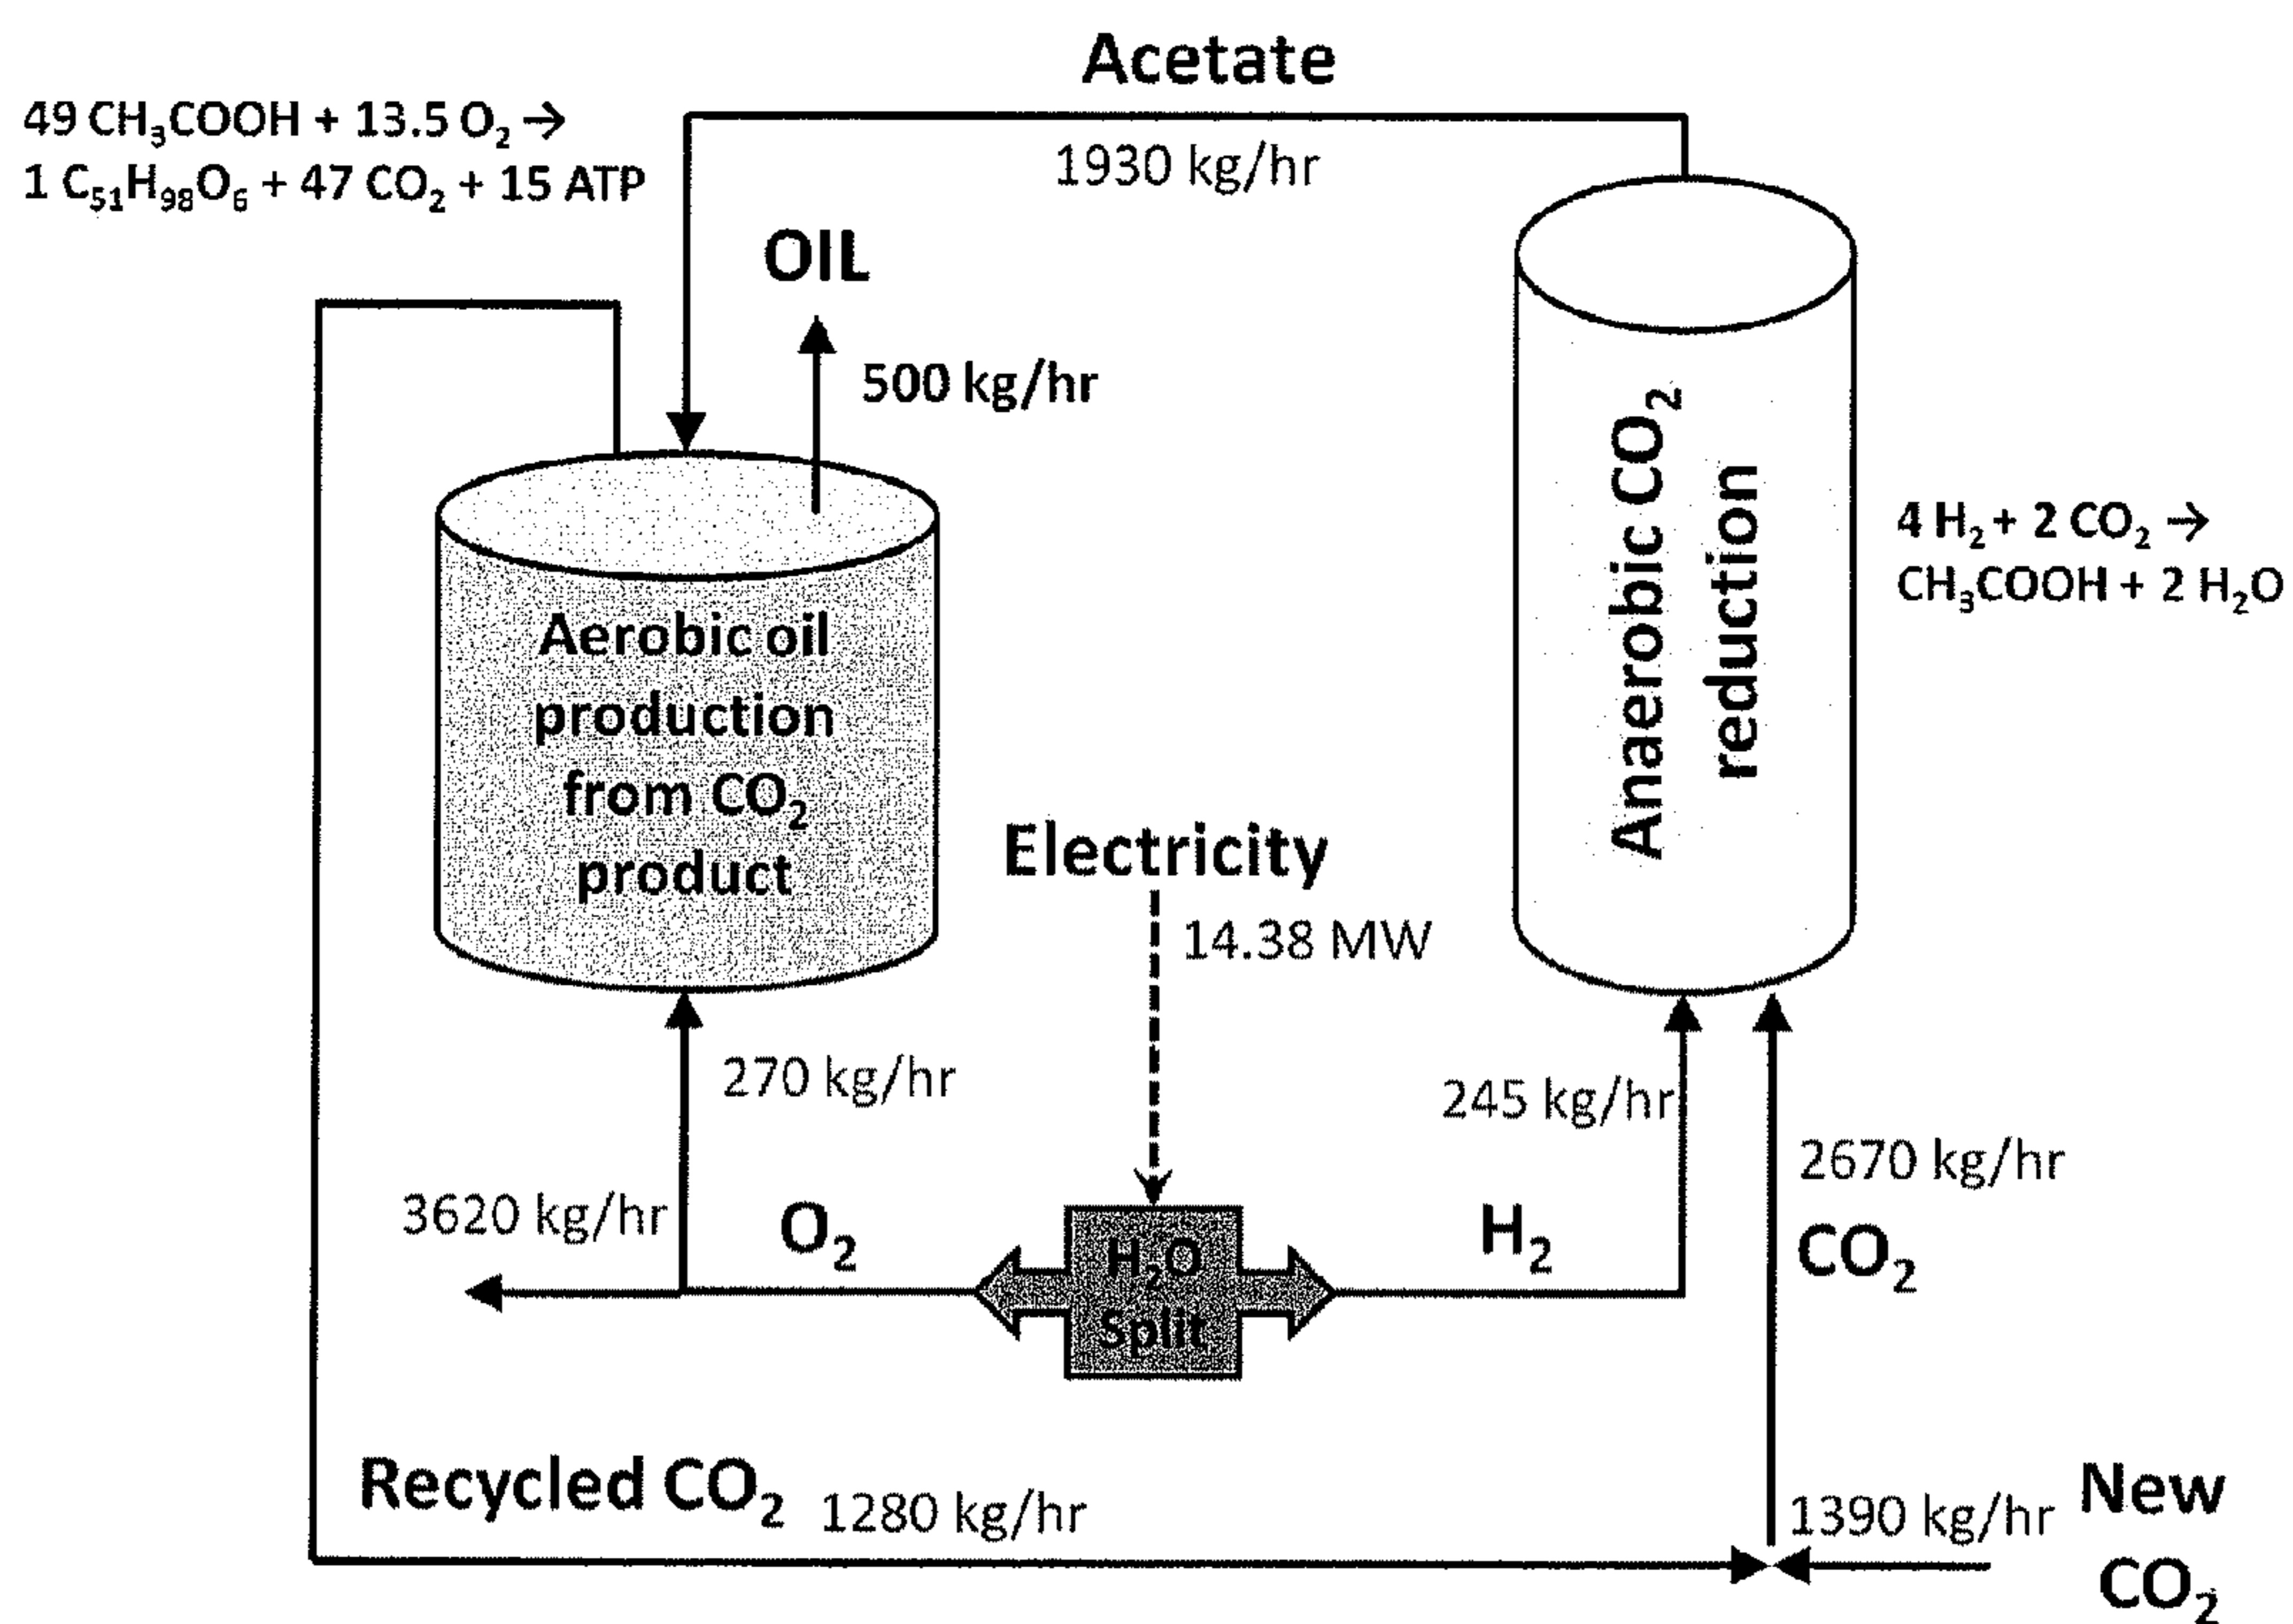 Acetate
1930 kg/hr
49 CH₃COOH + 13.5 O₂ →
1 C₅₁H₉₈O₆ + 47 CO₂ + 15 ATP
OIL
500 kg/hr
Aerobic oil
production
from CO₂
product
Anaerobic CO₂
reduction
4 H₂ + 2 CO₂ →
CH₃COOH + 2 H₂O
Electricity
14.38 MW
270 kg/hr
245 kg/hr
2670 kg/hr
CO₂
3620 kg/hr
O₂
H₂O
Split
H₂
Recycled CO₂ 1280 kg/hr
1390 kg/hr
New
CO₂